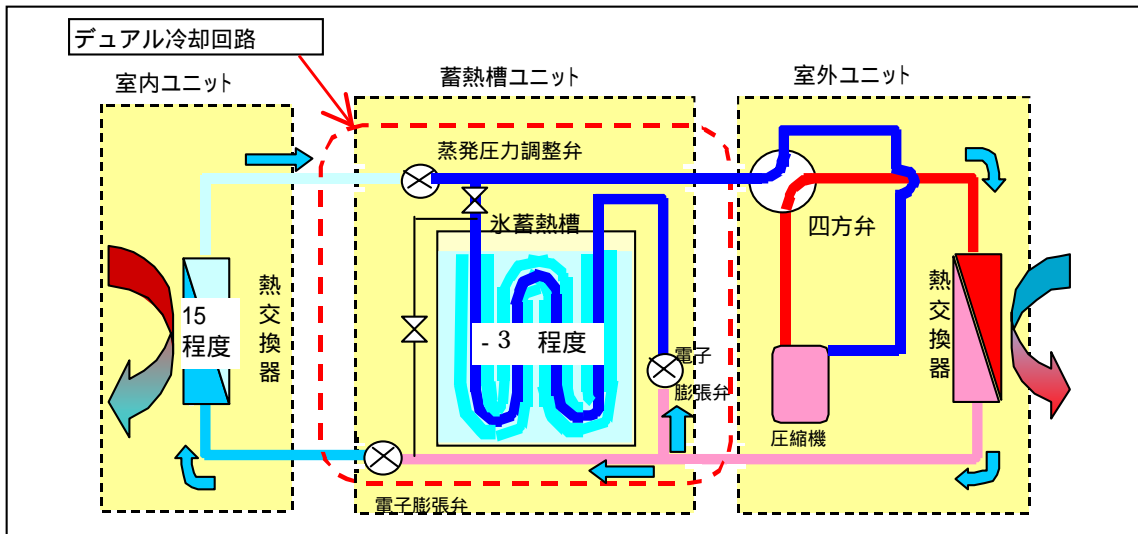 デュアル冷却回路
室内ユニット
蓄熱槽ユニット
室外ユニット
蒸発圧力調整弁
氷蓄熱槽
四方弁
15
程度
熱交換器
-3 程度
電子
膨張弁
圧縮機
熱交換器
電子膨張弁